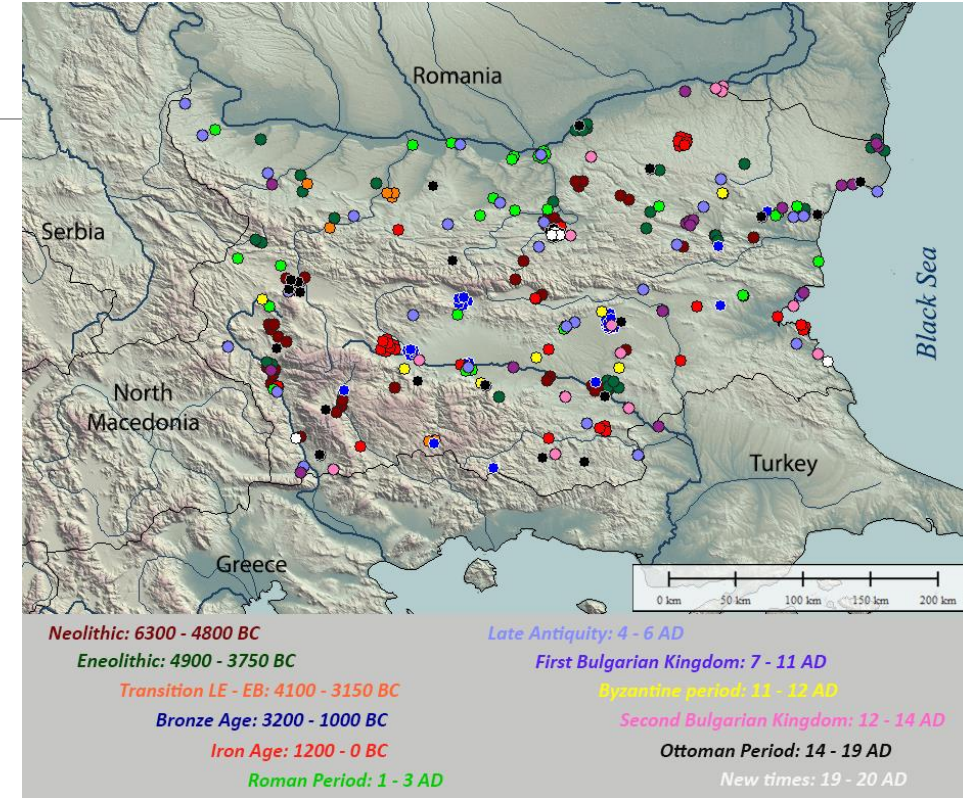 Romania
Serbia
Black Sea
North
Macedonia
Turkey
Greece
0 km 50 km 100 km 150 km 200 km
Neolithic: 6300 - 4800 BC
Eneolithic: 4900 - 3750 BC
Transition LE - EB: 4100 - 3150 BC
Bronze Age: 3200 - 1000 BC
Iron Age: 1200 - 0 BC
Roman Period: 1 - 3 AD
Late Antiquity: 4 - 6 AD
First Bulgarian Kingdom: 7 - 11 AD
Byzantine period: 11 - 12 AD
Second Bulgarian Kingdom: 12 - 14 AD
Ottoman Period: 14 - 19 AD
New times: 19 - 20 AD